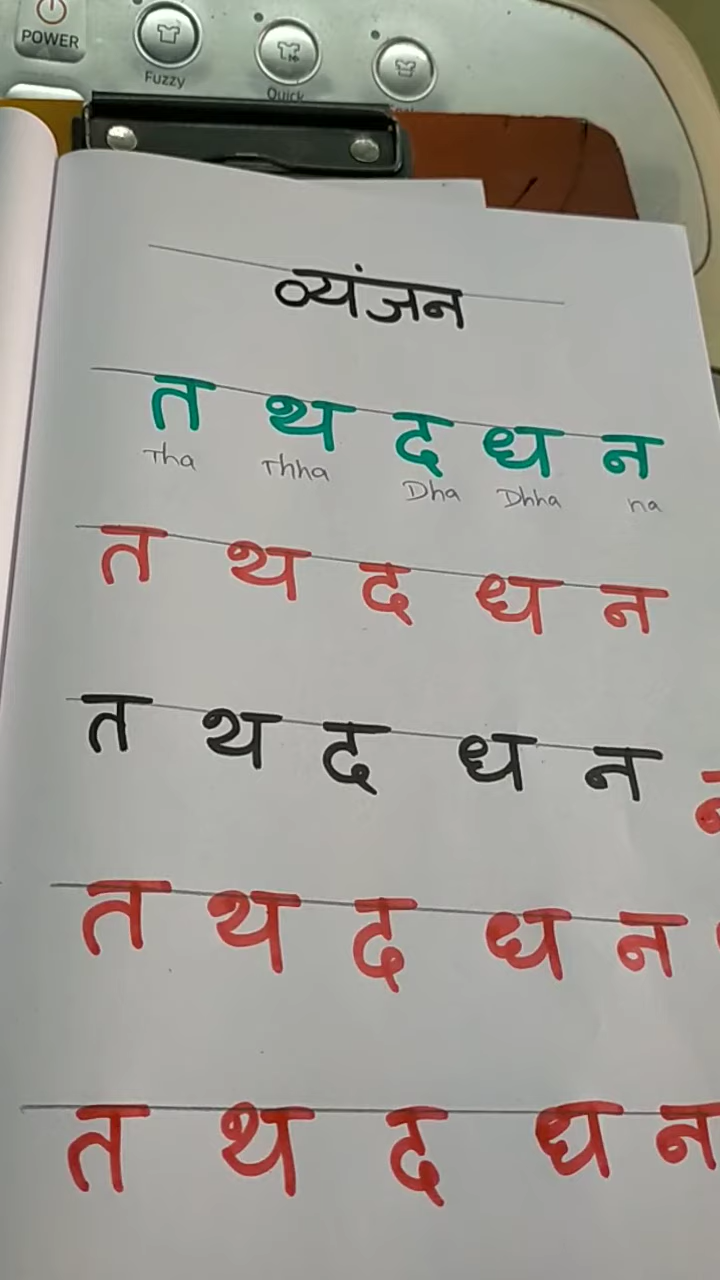 POWER
Fuzzy
Quick
व्यंजन
त थ द ध न
Tha Thha Dha Dhha na
त थ द ध न
त थ द ध न
त थ द ध न
त थ द ध न